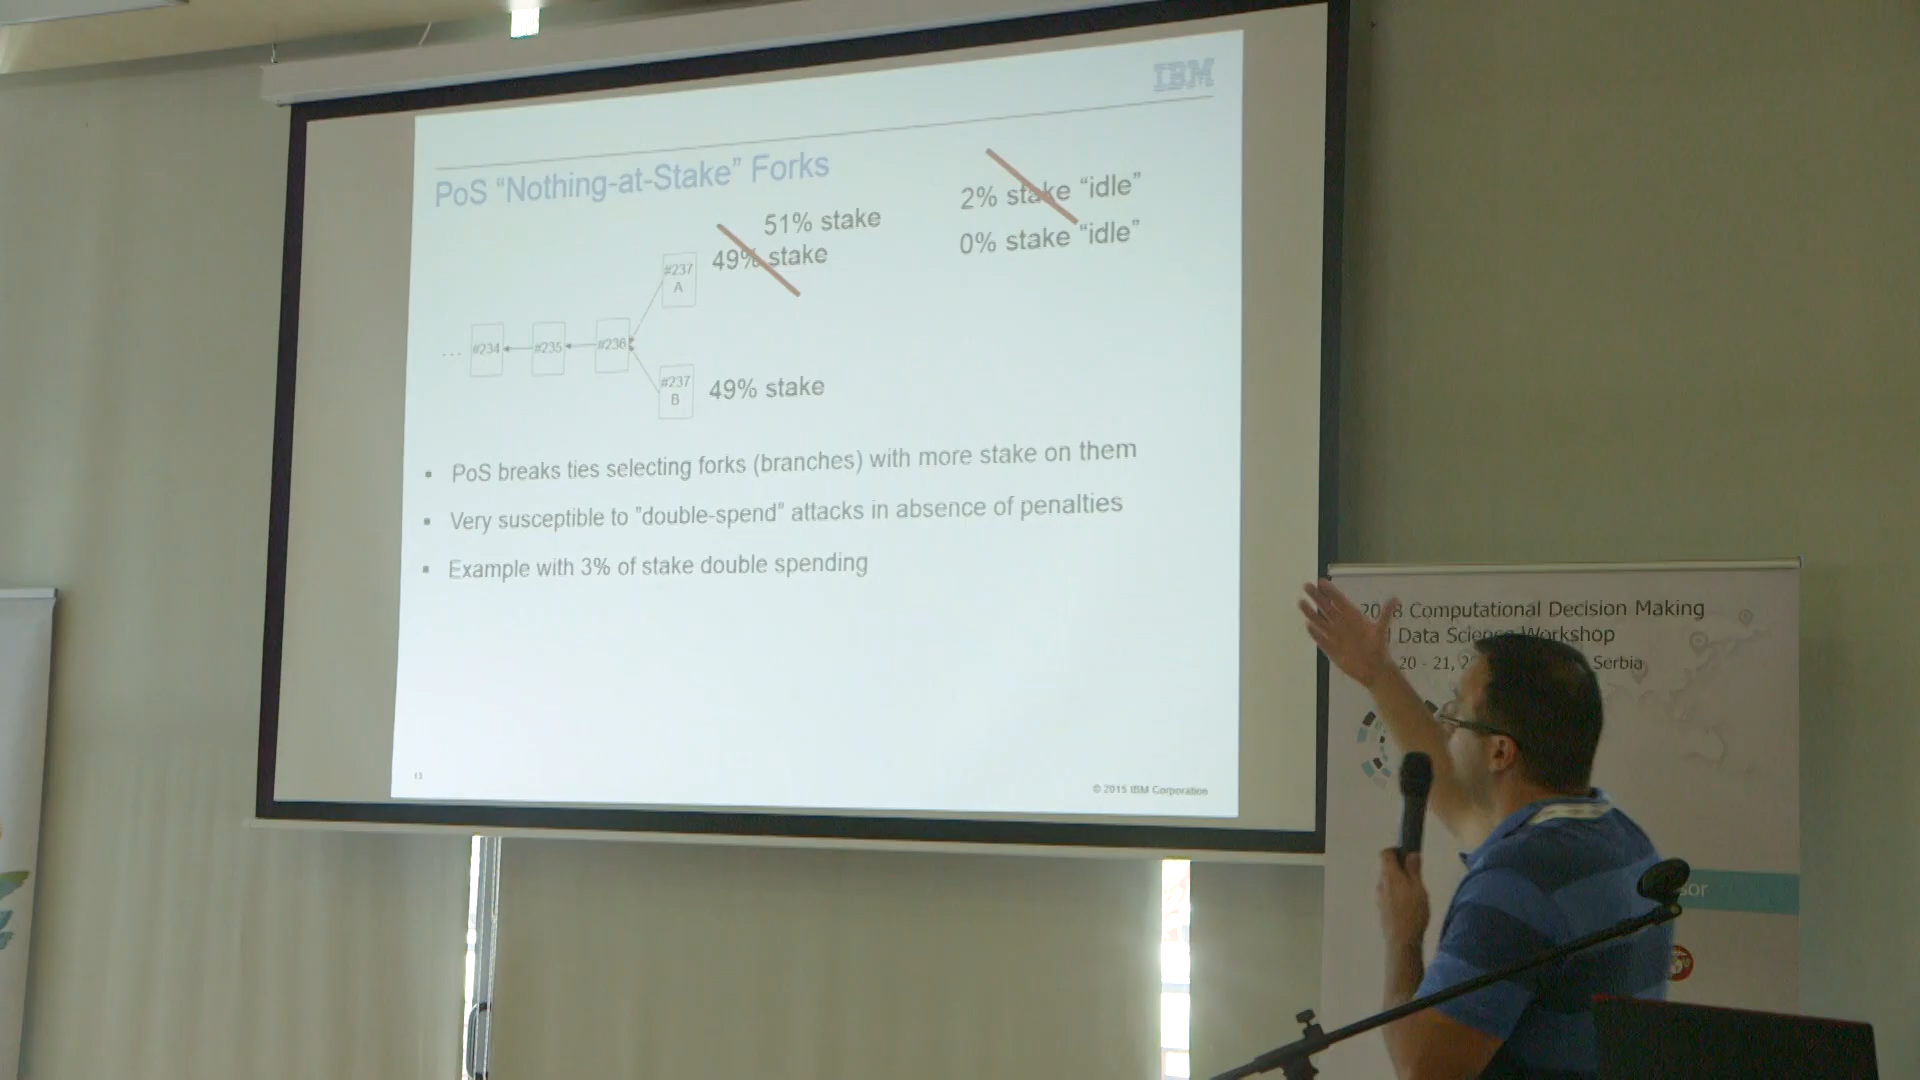 IBM
PoS “Nothing-at-Stake” Forks
2% stake “idle”
0% stake “idle”
51% stake
49% stake
#237
A
... #234 #235 #236
#237
B
49% stake
▪ PoS breaks ties selecting forks (branches) with more stake on them
▪ Very susceptible to "double-spend" attacks in absence of penalties
▪ Example with 3% of stake double spending
13
© 2015 IBM Corporation
Computational Decision Making
Data Science Workshop
20 - 21, Serbia